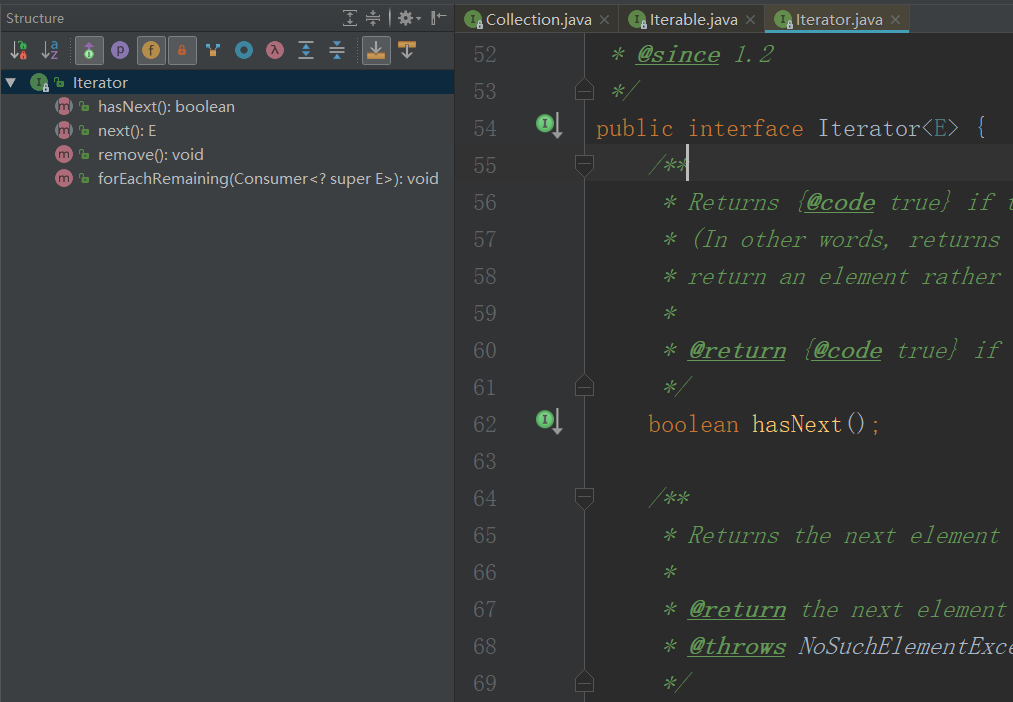 Structure
Iterator
hasNext(): boolean
next(): E
remove(): void
forEachRemaining(Consumer<? super E>): void
Collection.java
Iterable.java
Iterator.java
52 * @since 1.2
53 */
54 public interface Iterator<E> {
55 /**
56 * Returns {@code true} if
57 * (In other words, returns
58 * return an element rather
59 *
60 * @return {@code true} if
61 */
62 boolean hasNext();
63
64 /**
65 * Returns the next element
66 *
67 * @return the next element
68 * @throws NoSuchElementExce
69 */